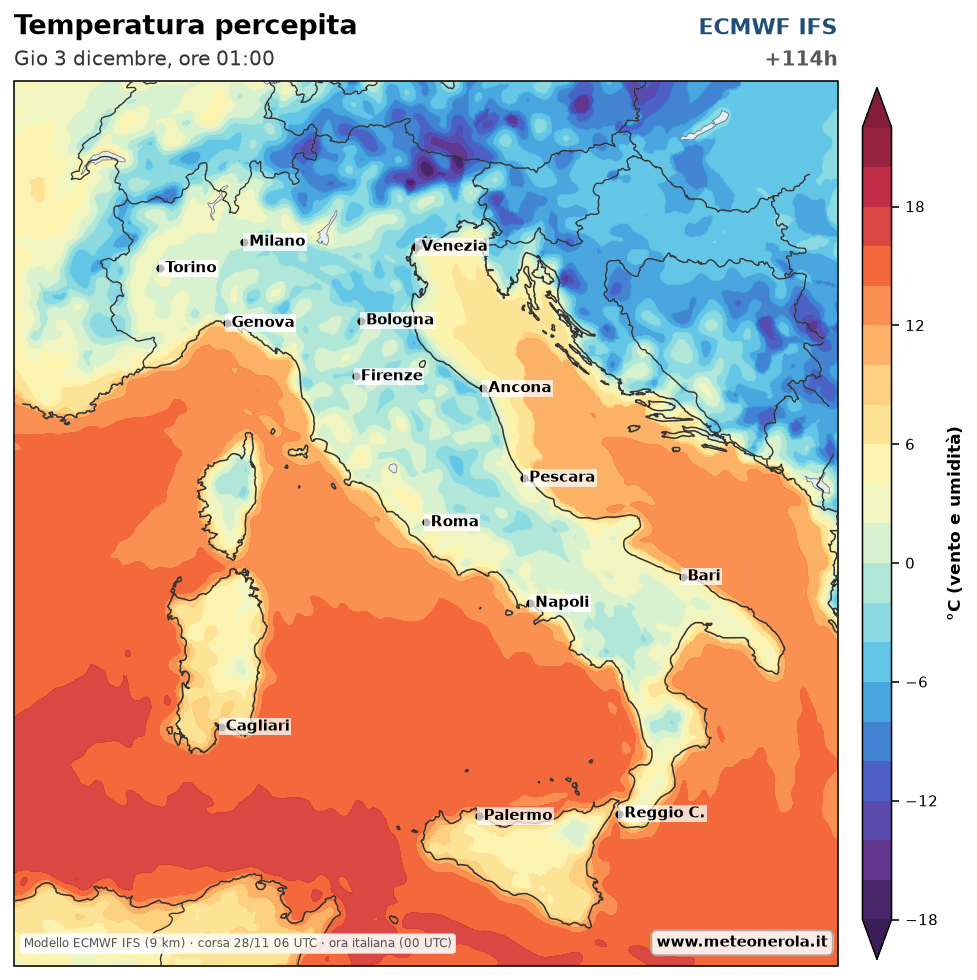 Temperatura percepita
ECMWF IFS
Gio 3 dicembre, ore 01:00
+114h
Milano
Venezia
Torino
Genova
Bologna
Firenze
Ancona
Pescara
Roma
Bari
Napoli
Cagliari
Palermo
Reggio C.
18
12
6
0
−6
−12
−18
°C (vento e umidità)
Modello ECMWF IFS (9 km) · corsa 28/11 06 UTC · ora italiana (00 UTC)
www.meteonerola.it